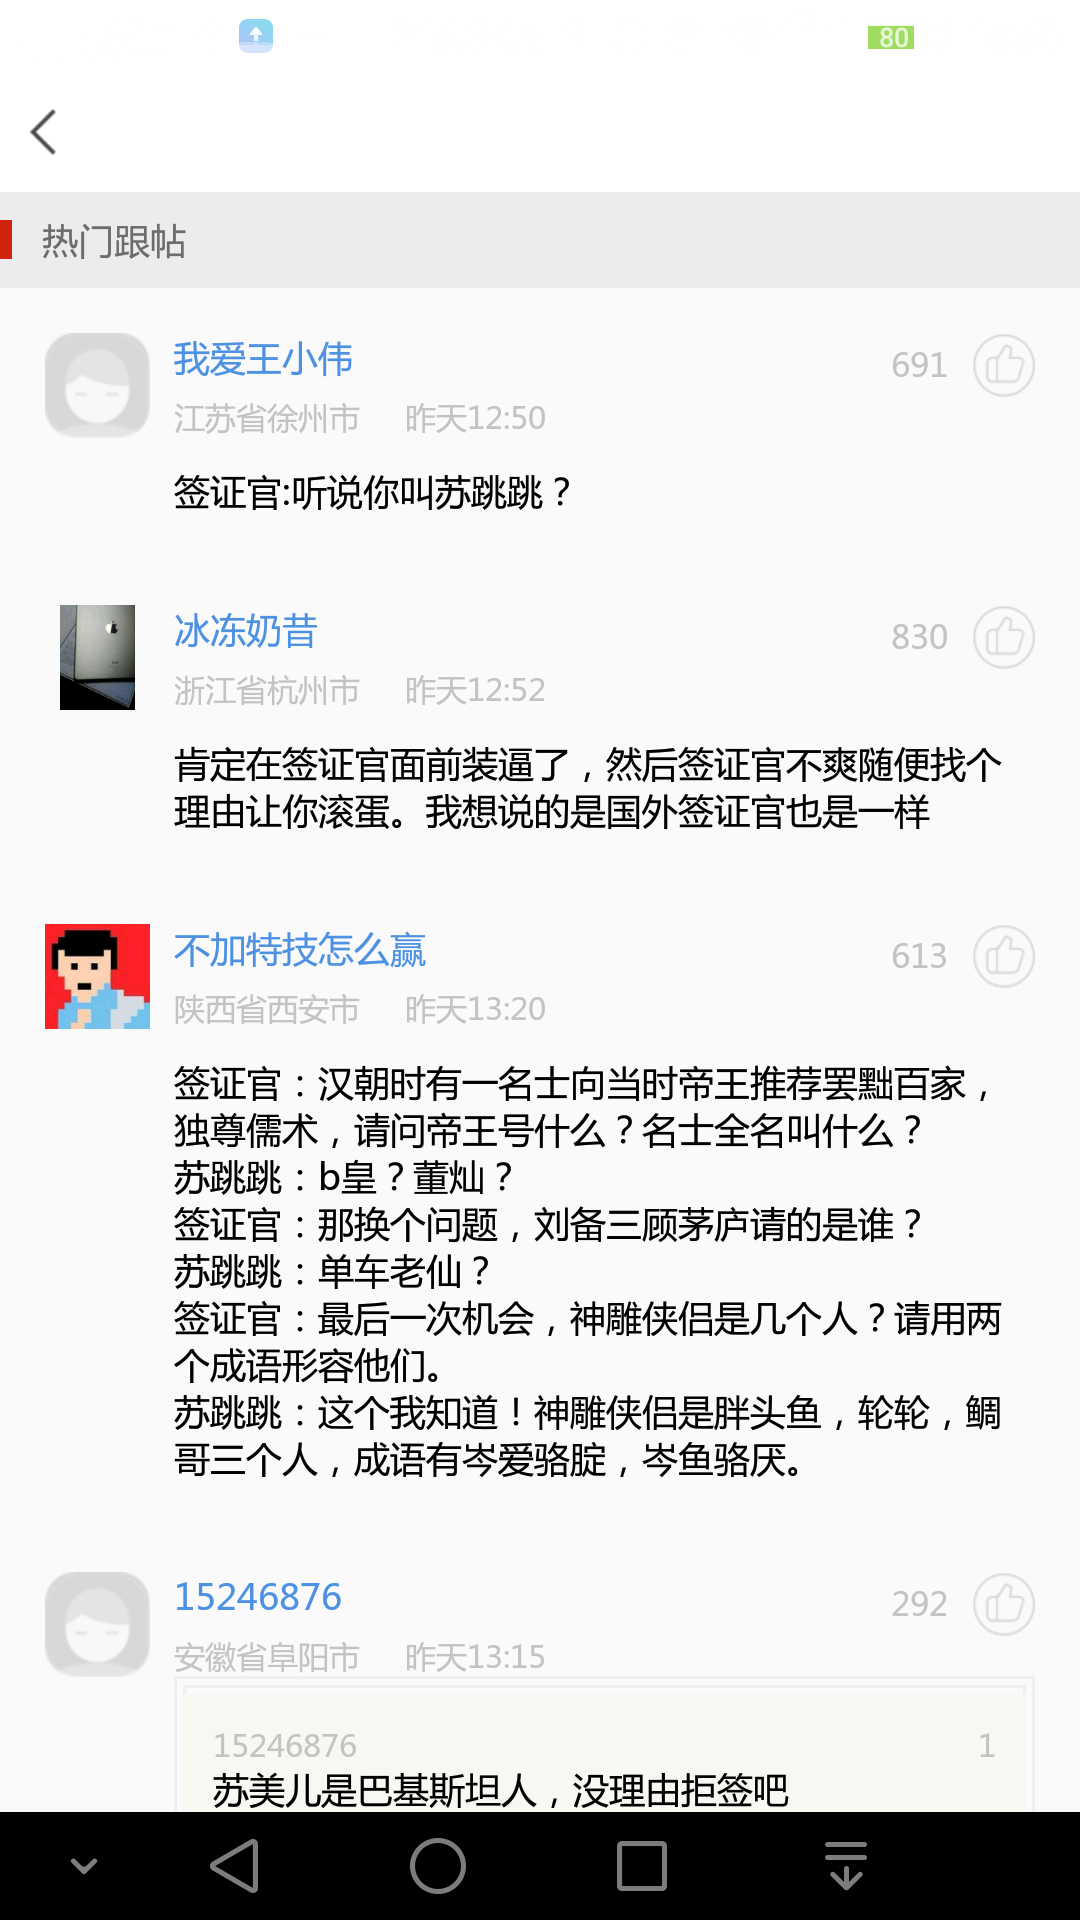 80
热门跟帖
我爱王小伟
691
江苏省徐州市 昨天12:50
签证官:听说你叫苏跳跳？
冰冻奶昔
830
浙江省杭州市 昨天12:52
肯定在签证官面前装逼了，然后签证官不爽随便找个
理由让你滚蛋。我想说的是国外签证官也是一样
不加特技怎么赢
613
陕西省西安市 昨天13:20
签证官：汉朝时有一名士向当时帝王推荐罢黜百家，
独尊儒术，请问帝王号什么？名士全名叫什么？
苏跳跳：b皇？董灿？
签证官：那换个问题，刘备三顾茅庐请的是谁？
苏跳跳：单车老仙？
签证官：最后一次机会，神雕侠侣是几个人？请用两
个成语形容他们。
苏跳跳：这个我知道！神雕侠侣是胖头鱼，轮轮，鲷
哥三个人，成语有岑爱骆腚，岑鱼骆厌。
15246876
292
安徽省阜阳市 昨天13:15
15246876 1
苏美儿是巴基斯坦人，没理由拒签吧